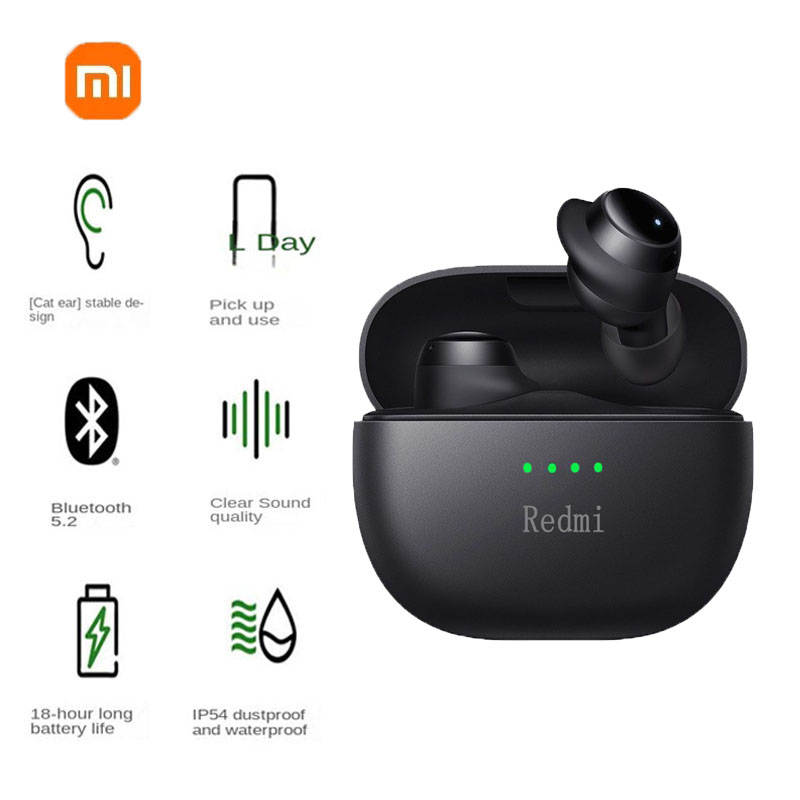 mi
L Day
[Cat ear] stable de-
sign
Pick up
and use
Bluetooth
5.2
®
Clear Sound
quality
18-hour long
battery life
IP54 dustproof
and waterproof
Redmi